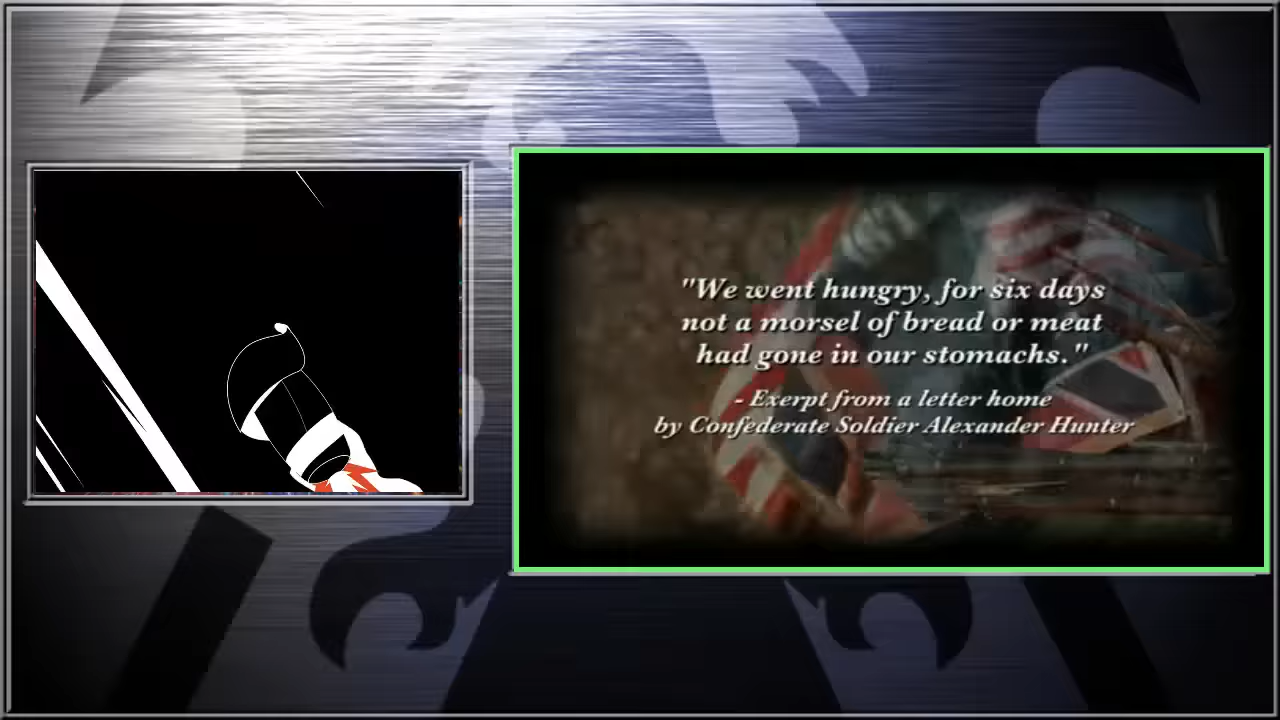 "We went hungry, for six days
not a morsel of bread or meat
had gone in our stomachs."
- Exerpt from a letter home
by Confederate Soldier Alexander Hunter